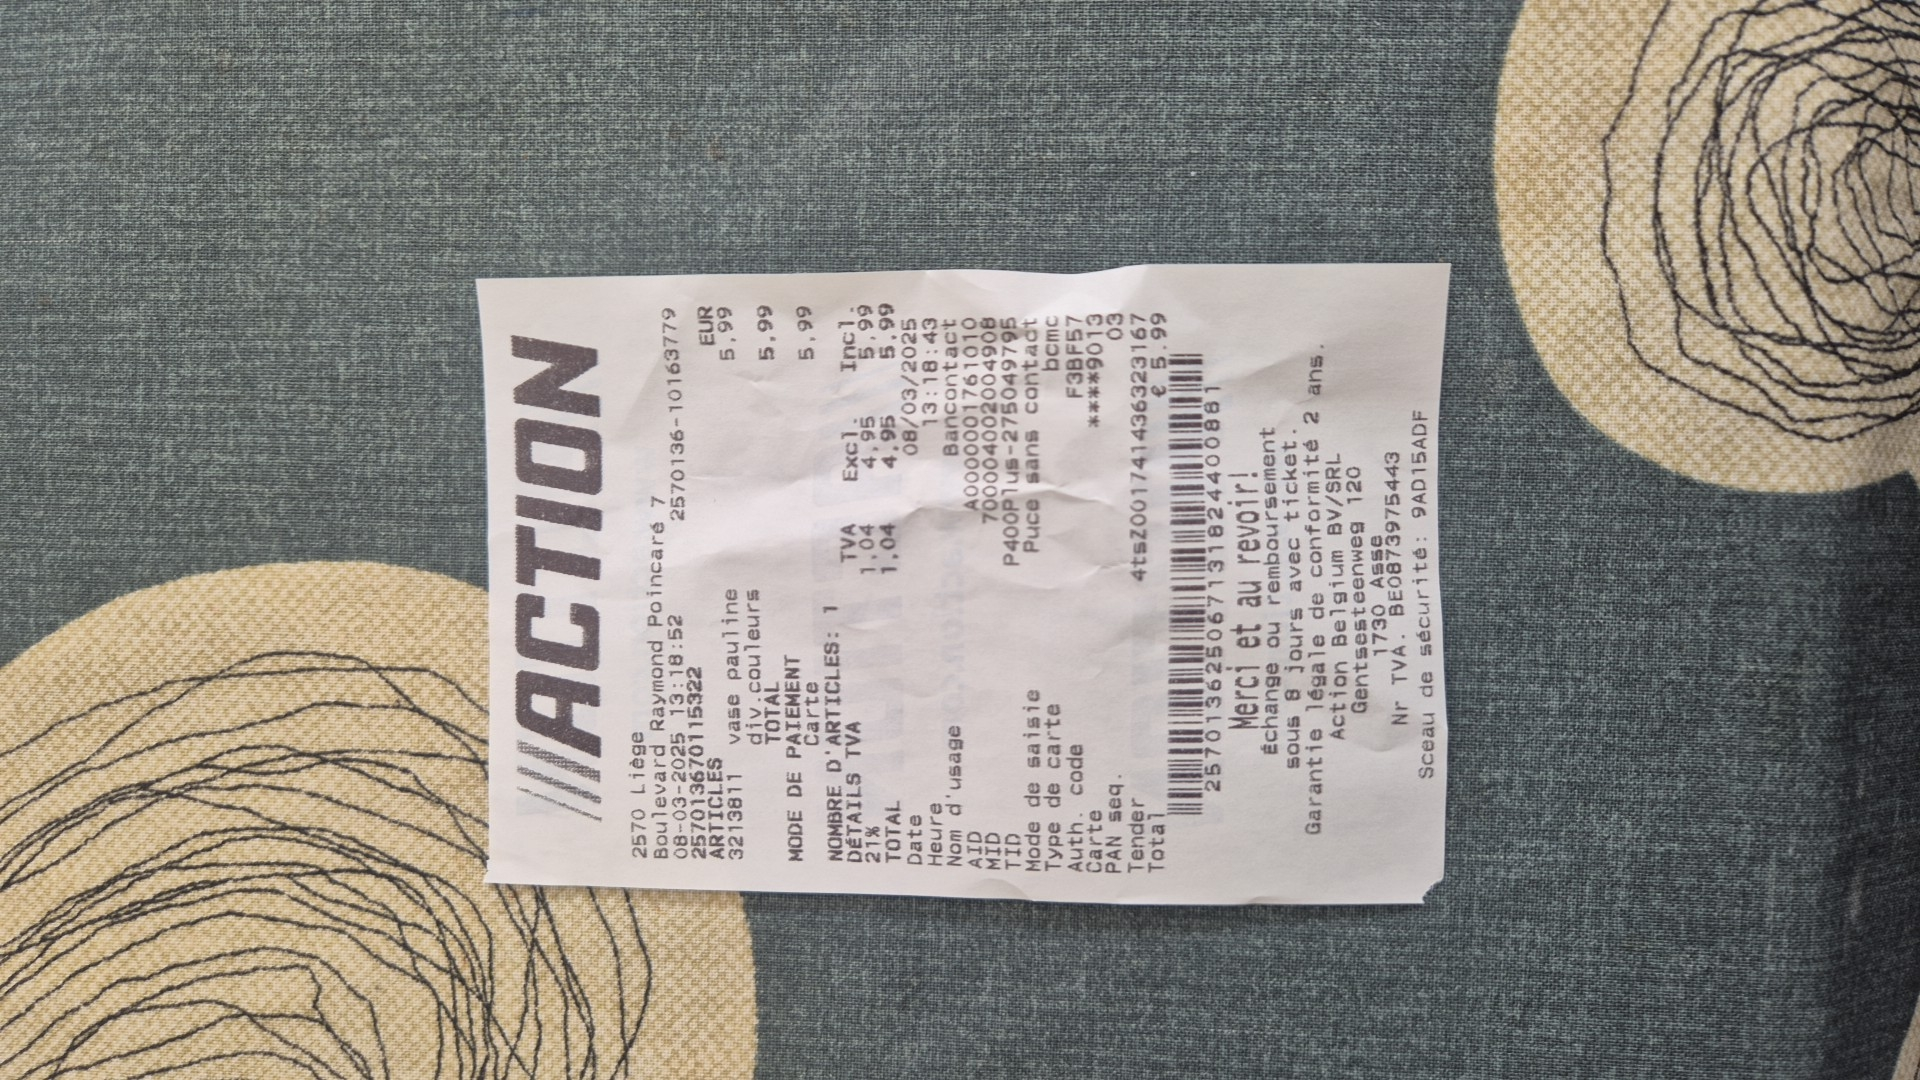 ACTION
2570 Liège
Boulevard Raymond Poincaré 7
08-03-2025 13:18:52 2570136-10163779
257013670115322
ARTICLES EUR
3213811 vase pauline 5,99
div.couleurs
TOTAL 5,99
MODE DE PAIEMENT
Carte 5,99
NOMBRE D'ARTICLES: 1
DÉTAILS TVA TVA Excl. Incl.
21% 1,04 4,95 5,99
TOTAL 1,04 4,95 5,99
Date 08/03/2025
Heure 13:18:43
Nom d'usage Bancontact
AID A0000001761010
MID 70004002004908
TID P400Plus-275049795
Mode de saisie Puce sans contact
Type de carte bcmc
Auth. code F3BF57
Carte ****9013
PAN seq. 03
Tender 4tsZ001741436323167
Total € 5.99
257013625067131824400881
Merci et au revoir!
Échange ou remboursement
sous 8 jours avec ticket.
Garantie légale de conformité 2 ans.
Action Belgium BV/SRL
Gentsesteenweg 120
1730 Asse
Nr TVA. BE0873975443
Sceau de sécurité: 9AD15ADF